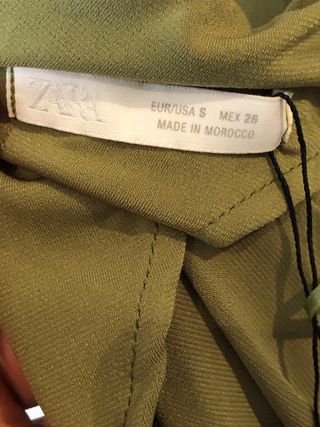 ZARA
EUR/USA S MEX 26
MADE IN MOROCCO